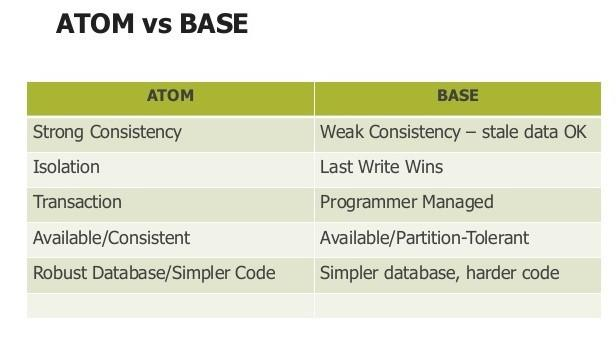 ATOM vs BASE
ATOM BASE
Strong Consistency Weak Consistency – stale data OK
Isolation Last Write Wins
Transaction Programmer Managed
Available/Consistent Available/Partition-Tolerant
Robust Database/Simpler Code Simpler database, harder code